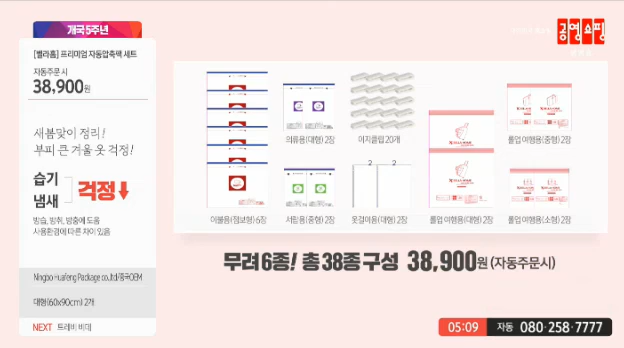 개국 5주년
[벨라홈] 프리미엄 자동압축팩 세트
자동주문 시
38,900원
새봄맞이 정리!
부피 큰 겨울 옷 걱정!
습기
냄새
걱정
방습, 방취, 방충에 도움
사용환경에 따른 차이 있음
Ningbo Huafeng Package co.,ltd/중국OEM
대형(60x90cm) 2개
NEXT 트레비 비데
공영쇼핑
의류용(대형) 2장
이지클립 20개
롤업 여행용(중형) 2장
2 2
이불용(점보형) 6장
서랍용(중형) 2장
옷걸이용(대형) 2장
롤업 여행용(대형) 2장
롤업 여행용(소형) 2장
무려 6종! 총 38종 구성 38,900원 (자동주문시)
05:09 자동 080·258·7777